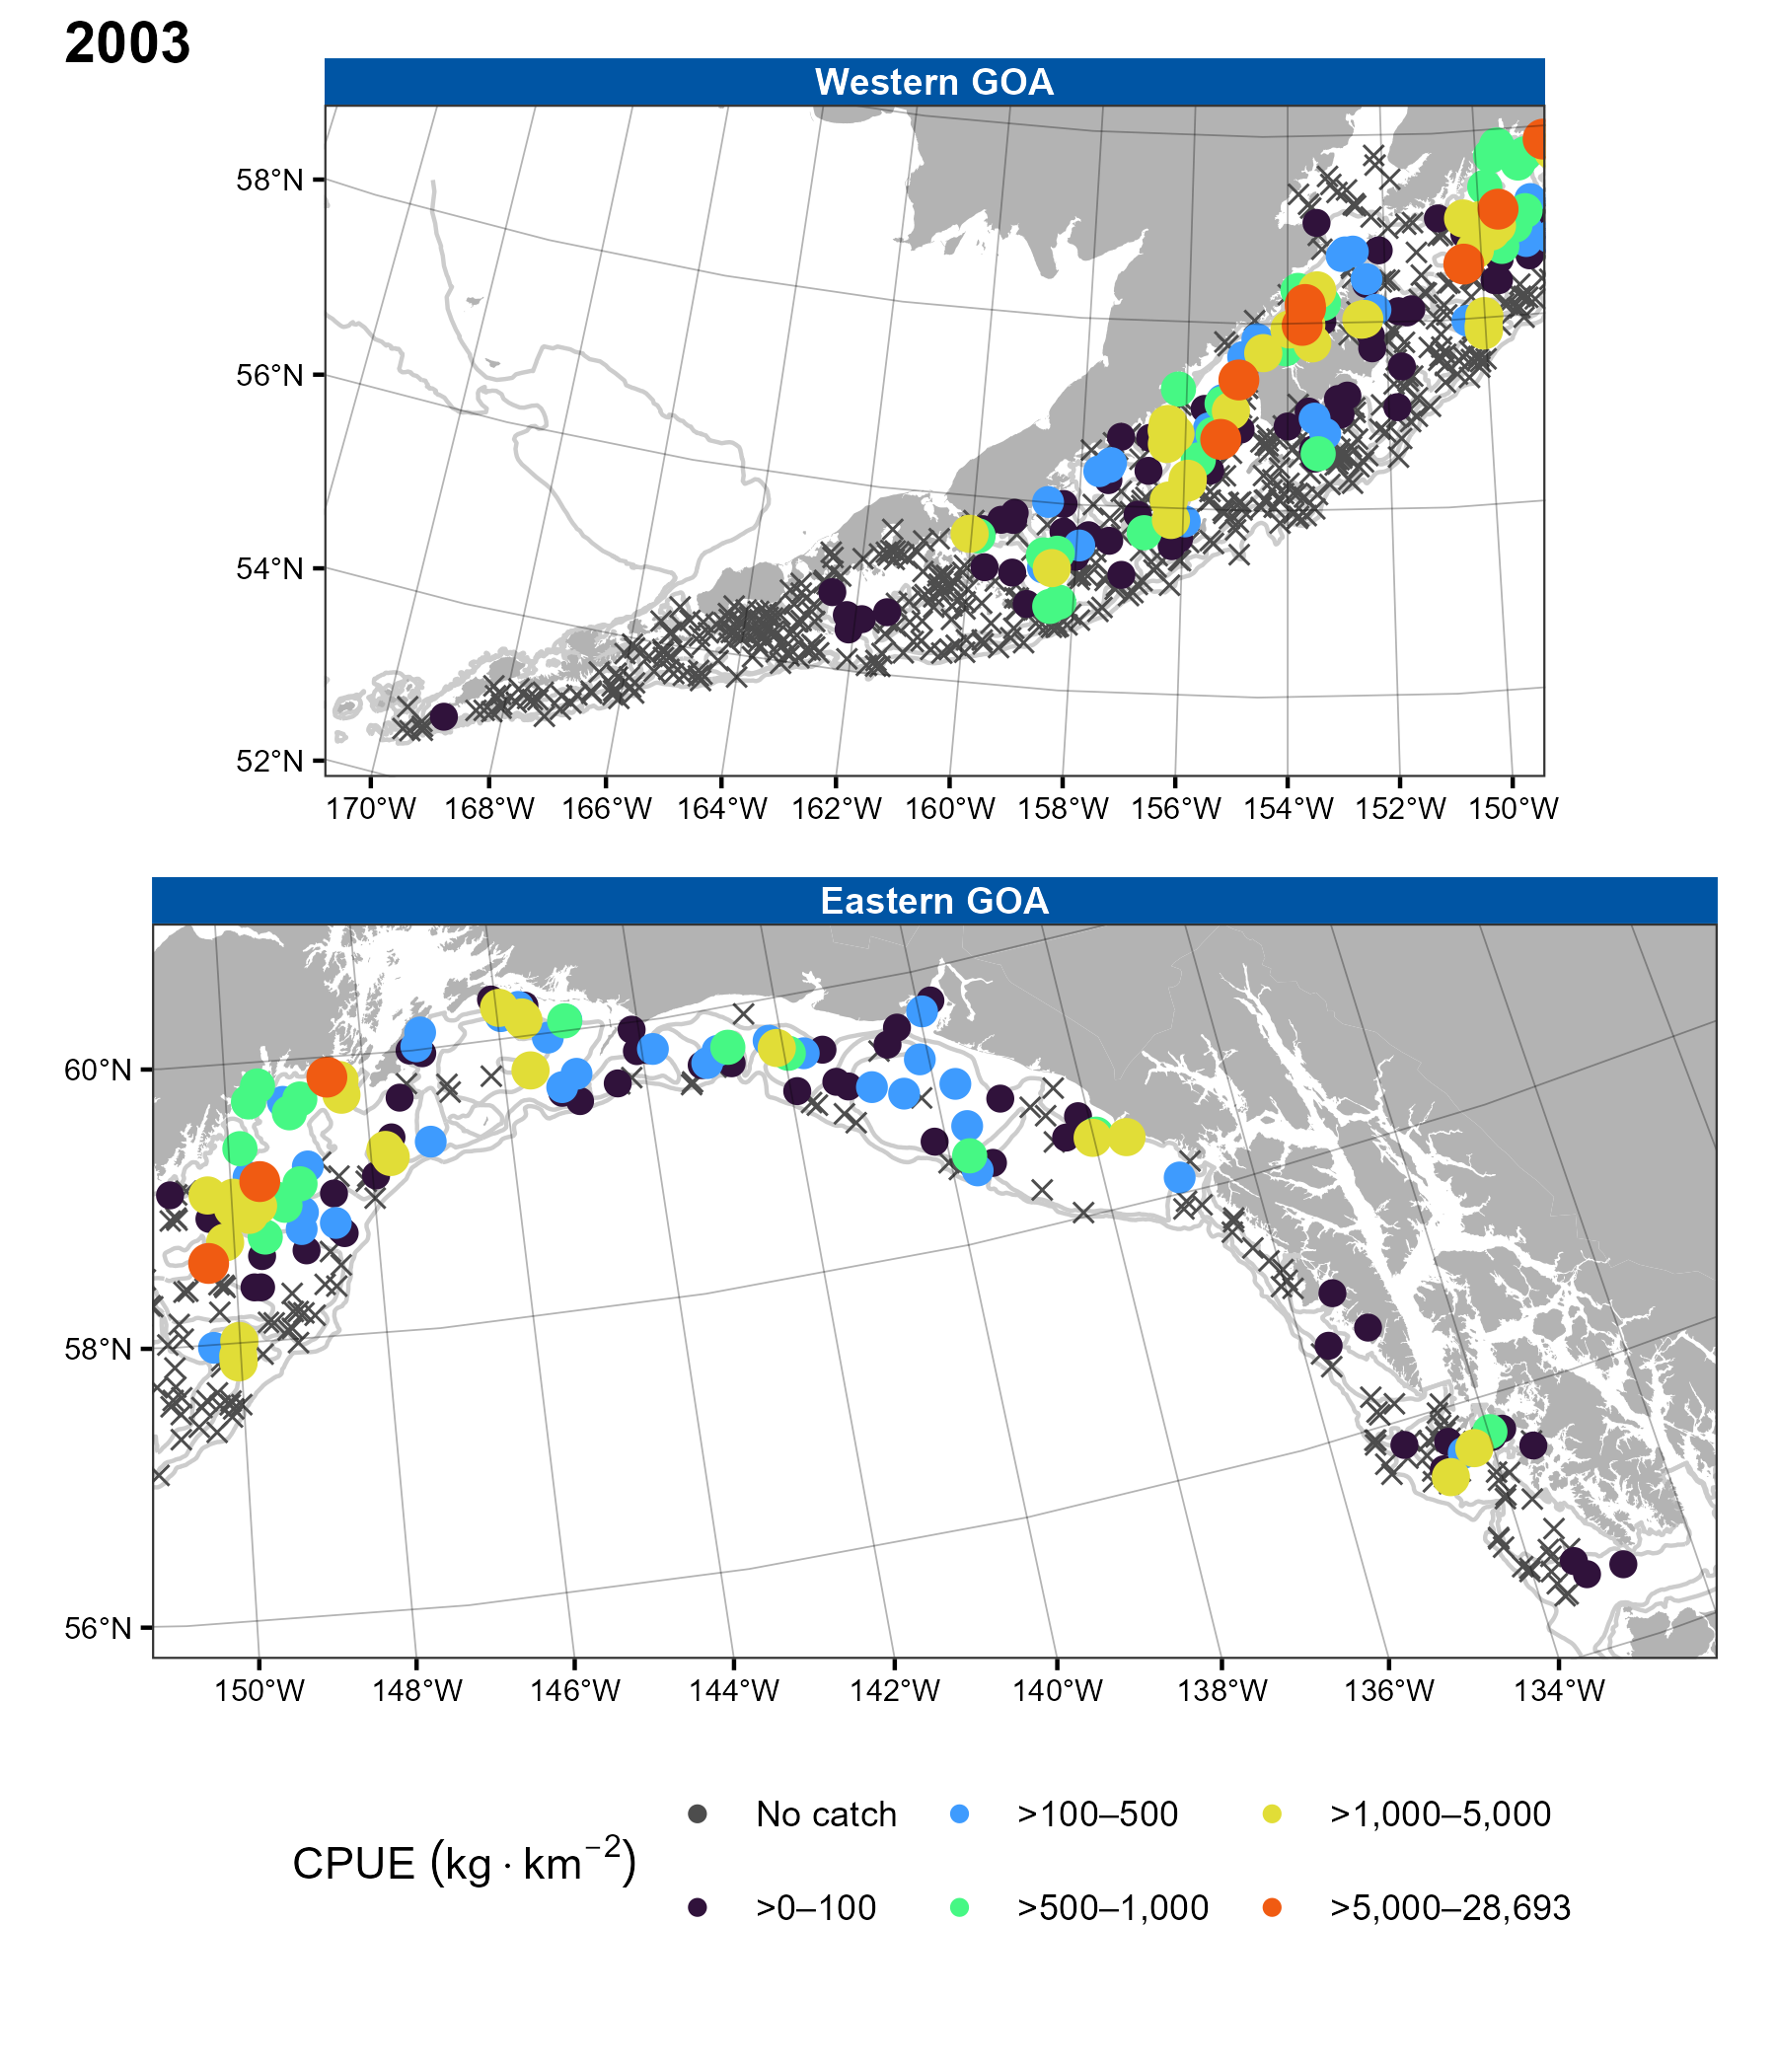 2003
Western GOA
58°N
56°N
54°N
52°N
170°W 168°W 166°W 164°W 162°W 160°W 158°W 156°W 154°W 152°W 150°W
Eastern GOA
60°N
58°N
56°N
150°W 148°W 146°W 144°W 142°W 140°W 138°W 136°W 134°W
CPUE (kg · km⁻²)
No catch >100–500 >1,000–5,000
>0–100 >500–1,000 >5,000–28,693